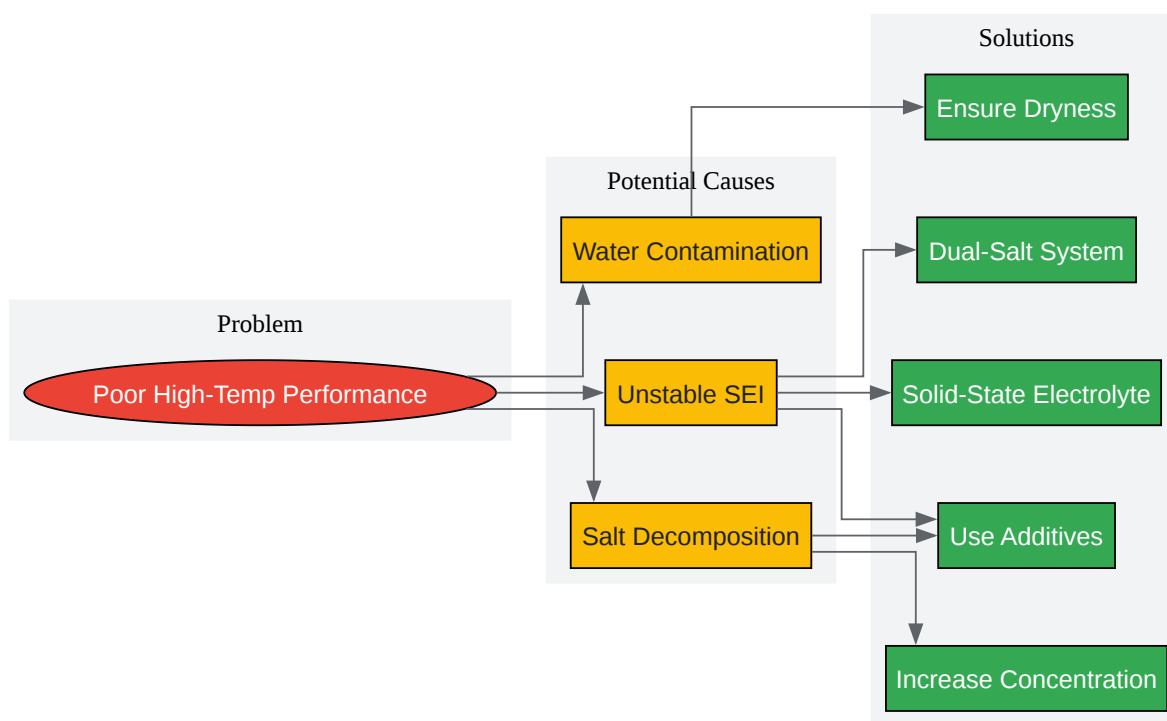 Solutions
Ensure Dryness
Potential Causes
Water Contamination
Dual-Salt System
Problem
Poor High-Temp Performance
Unstable SEI
Solid-State Electrolyte
Salt Decomposition
Use Additives
Increase Concentration